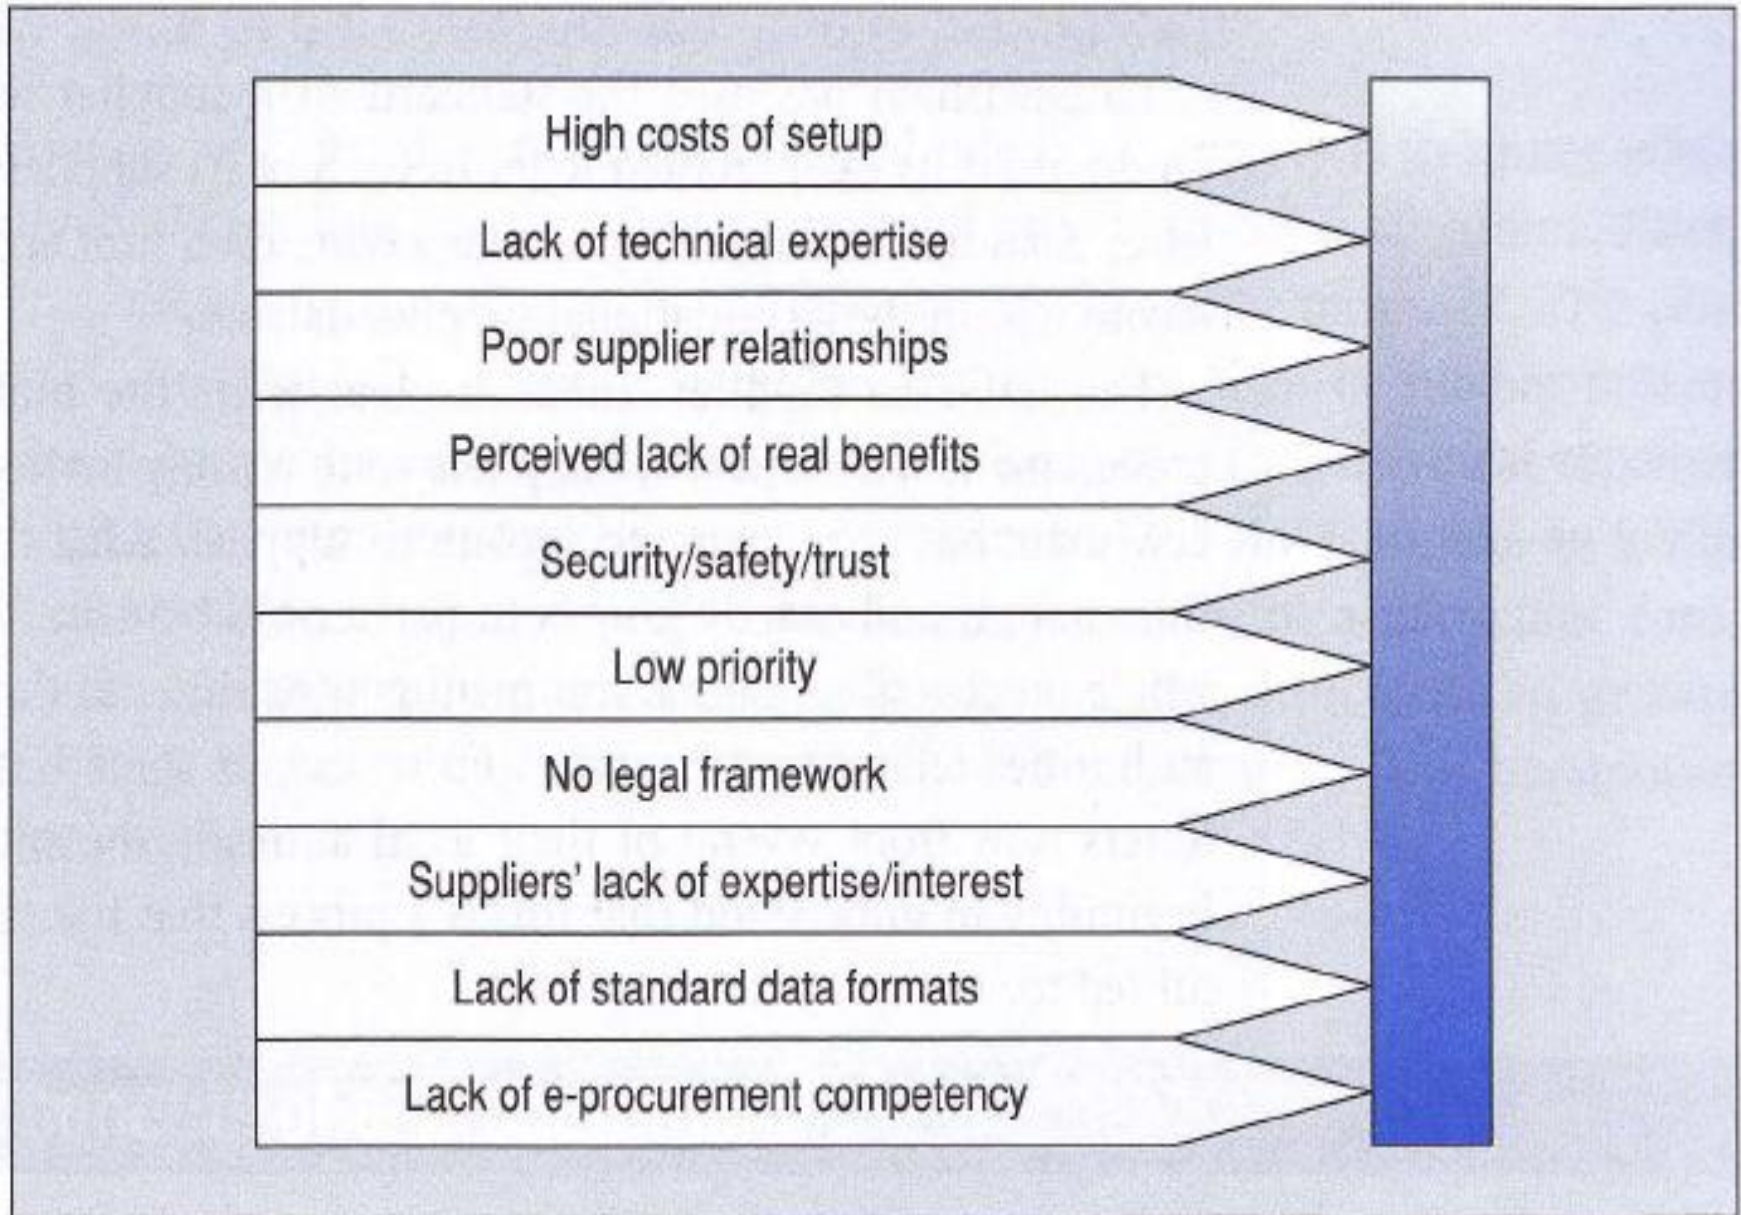 High costs of setup
Lack of technical expertise
Poor supplier relationships
Perceived lack of real benefits
Security/safety/trust
Low priority
No legal framework
Suppliers’ lack of expertise/interest
Lack of standard data formats
Lack of e-procurement competency